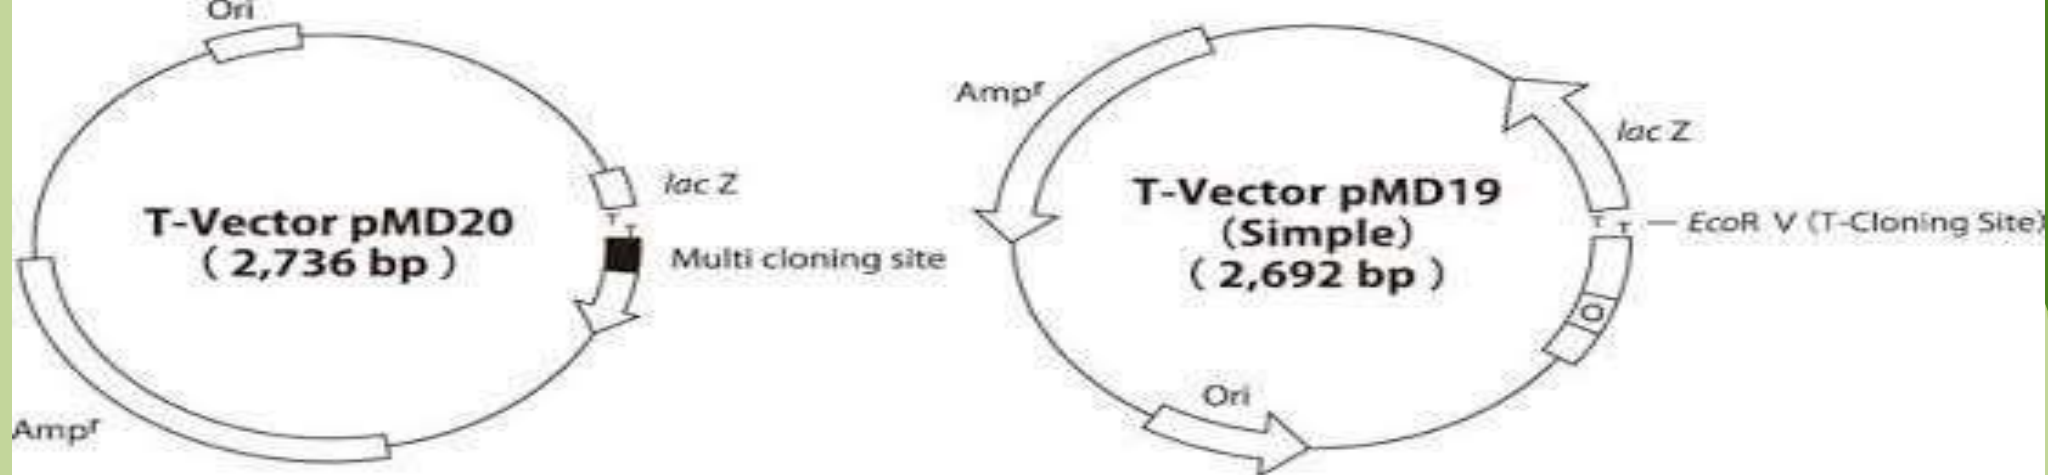 Ori
lac Z
T T
T-Vector pMD20
( 2,736 bp )
Multi cloning site
Ampʳ
Ampʳ
lac Z
T-Vector pMD19
(Simple)
( 2,692 bp )
T T — EcoR V (T-Cloning Site)
O
Ori